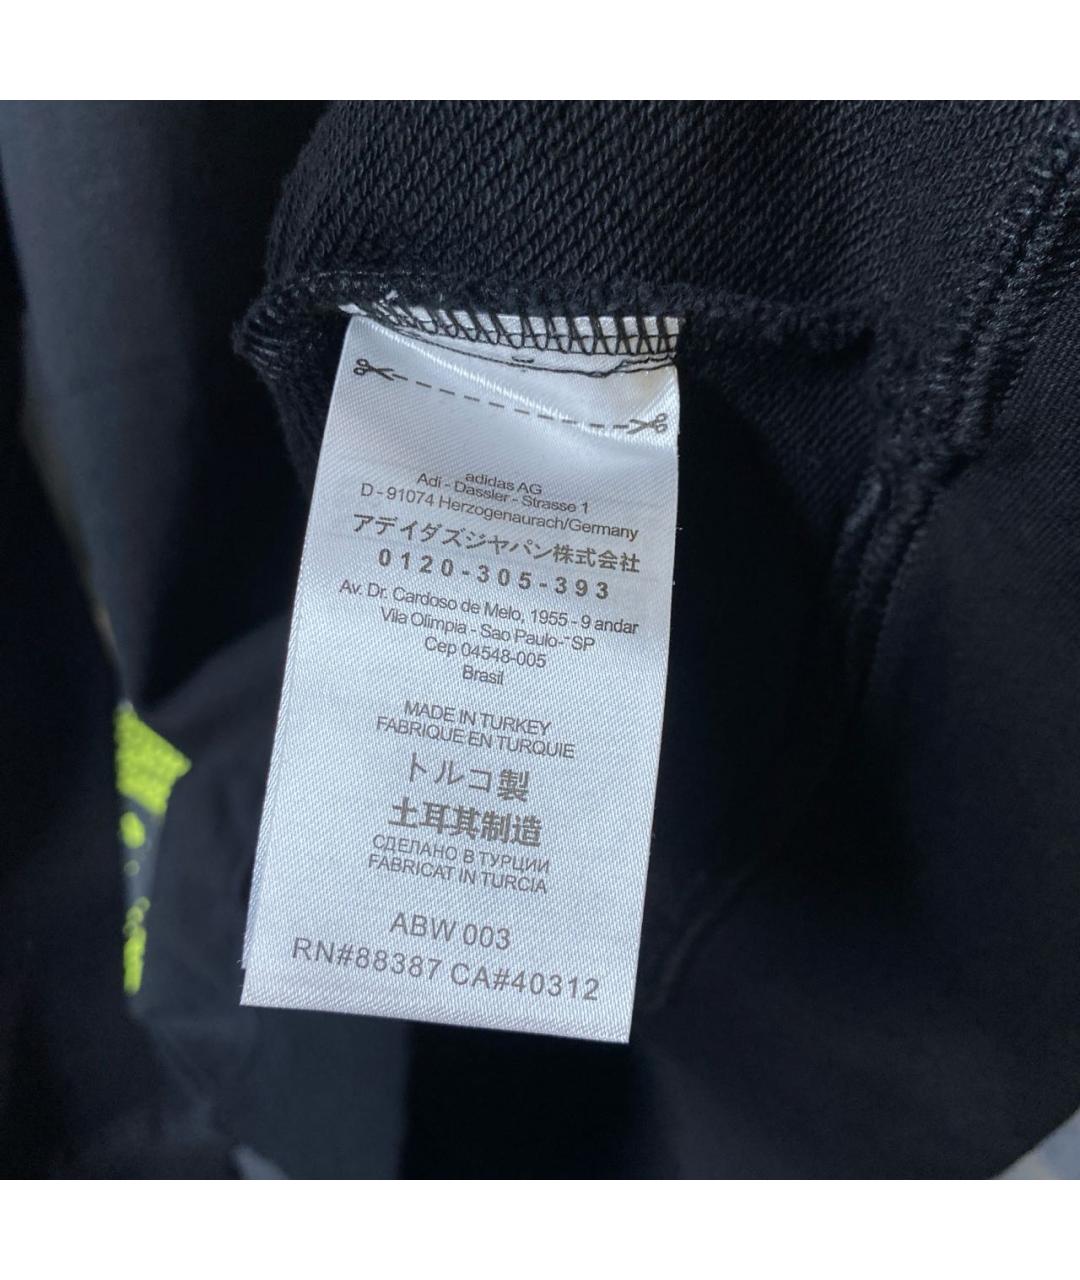 adidas AG
Adi - Dassler - Strasse 1
D - 91074 Herzogenaurach/Germany
アディダスジャパン株式会社
0120-305-393
Av. Dr. Cardoso de Melo, 1955 - 9 andar
Vila Olimpia - Sao Paulo- SP
Cep 04548-005
Brasil
MADE IN TURKEY
FABRIQUE EN TURQUIE
トルコ製
土耳其制造
СДЕЛАНО В ТУРЦИИ
FABRICAT IN TURCIA
ABW 003
RN#88387 CA#40312